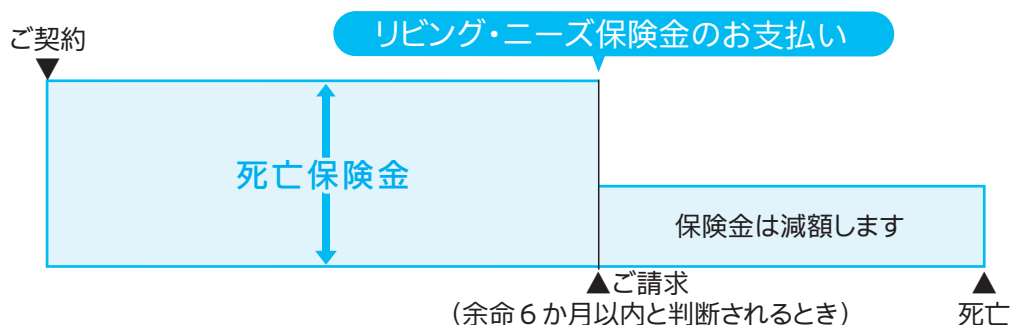 リビング・ニーズ保険金のお支払い
ご契約
▼
死亡保険金
保険金は減額します
▲ご請求
(余命6か月以内と判断されるとき)
▲
死亡